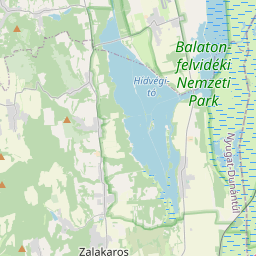 Balaton-
felvidéki
Nemzeti
Park
Hídvégi-
tó
Nyugat-Dunántúl
Zalakaros